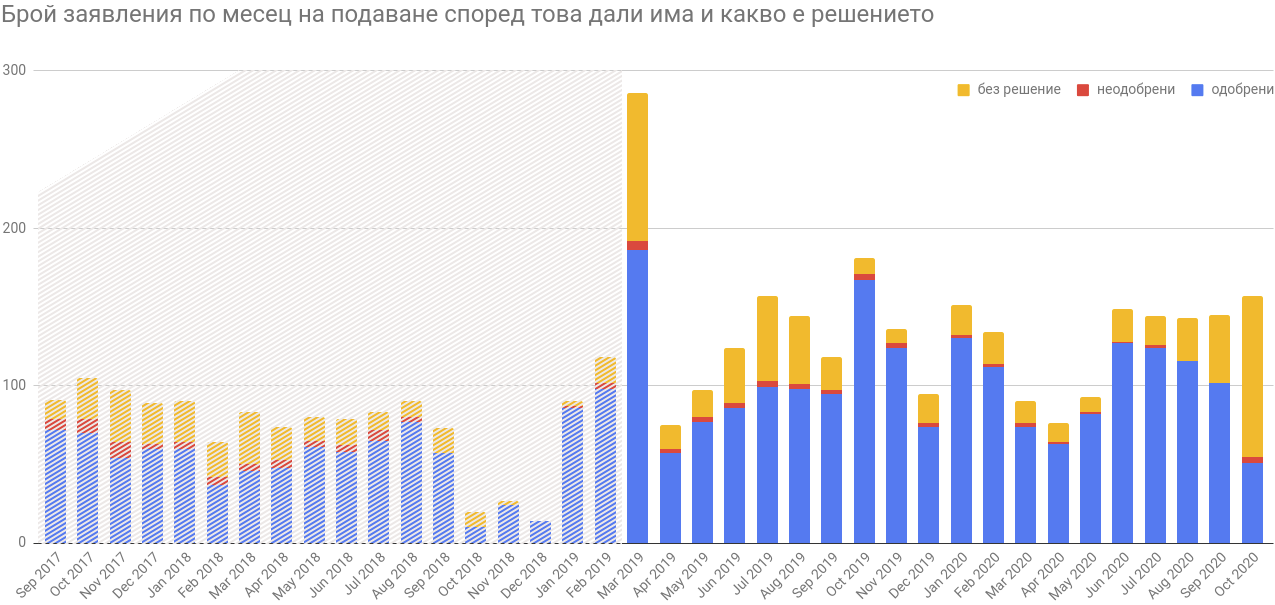 Брой заявления по месец на подаване според това дали има и какво е решението
300
без решение
неодобрени
одобрени
200
100
0
Sep 2017
Oct 2017
Nov 2017
Dec 2017
Jan 2018
Feb 2018
Mar 2018
Apr 2018
May 2018
Jun 2018
Jul 2018
Aug 2018
Sep 2018
Oct 2018
Nov 2018
Dec 2018
Jan 2019
Feb 2019
Mar 2019
Apr 2019
May 2019
Jun 2019
Jul 2019
Aug 2019
Sep 2019
Oct 2019
Nov 2019
Dec 2019
Jan 2020
Feb 2020
Mar 2020
Apr 2020
May 2020
Jun 2020
Jul 2020
Aug 2020
Sep 2020
Oct 2020